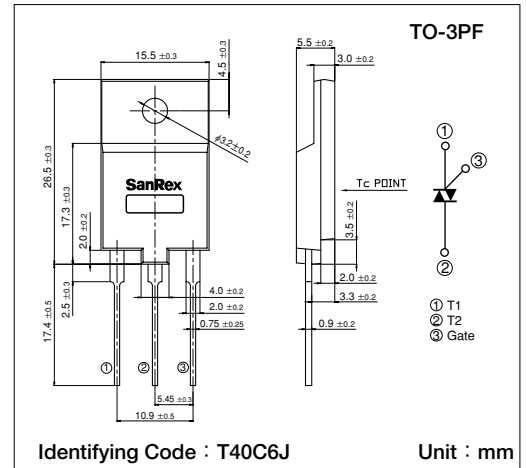 TO-3PF
15.5 ±0.3
4.5 ±0.3
5.5 ±0.2
3.0 ±0.2
φ3.2±0.2
26.5 ±0.3
17.3 ±0.3
2.0 ±0.2
SanRex
Tc POINT
①
③
②
3.5 ±0.2
2.0 ±0.2
3.3 ±0.2
0.9 ±0.2
4.0 ±0.2
2.0 ±0.2
0.75 ±0.25
17.4 ±0.5
2.5 ±0.3
①
②
③
5.45 ±0.3
10.9 ±0.5
① T1
② T2
③ Gate
Identifying Code:T40C6J
Unit:mm